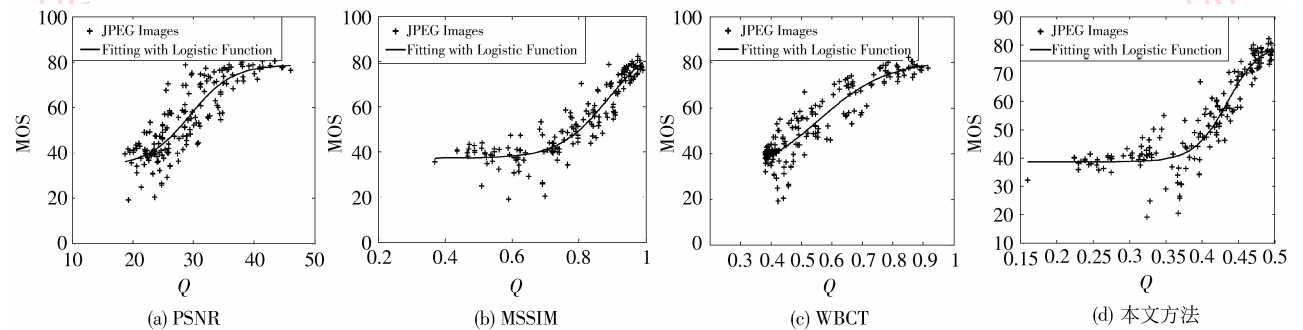 100
80
60
40
20
0
MOS
10
20
30
40
50
Q
JPEG Images
Fitting with Logistic Function
(a) PSNR
100
80
60
40
20
0
MOS
0.2
0.4
0.6
0.8
1
Q
JPEG Images
Fitting with Logistic Function
(b) MSSIM
100
80
60
40
20
0
MOS
0.3
0.4
0.5
0.6
0.7
0.8
0.9
1
Q
JPEG Images
Fitting with Logistic Function
(c) WBCT
90
80
70
60
50
40
30
20
10
MOS
0.15
0.2
0.25
0.3
0.35
0.4
0.45
0.5
Q
JPEG Images
Fitting with Logistic Function
(d) 本文方法